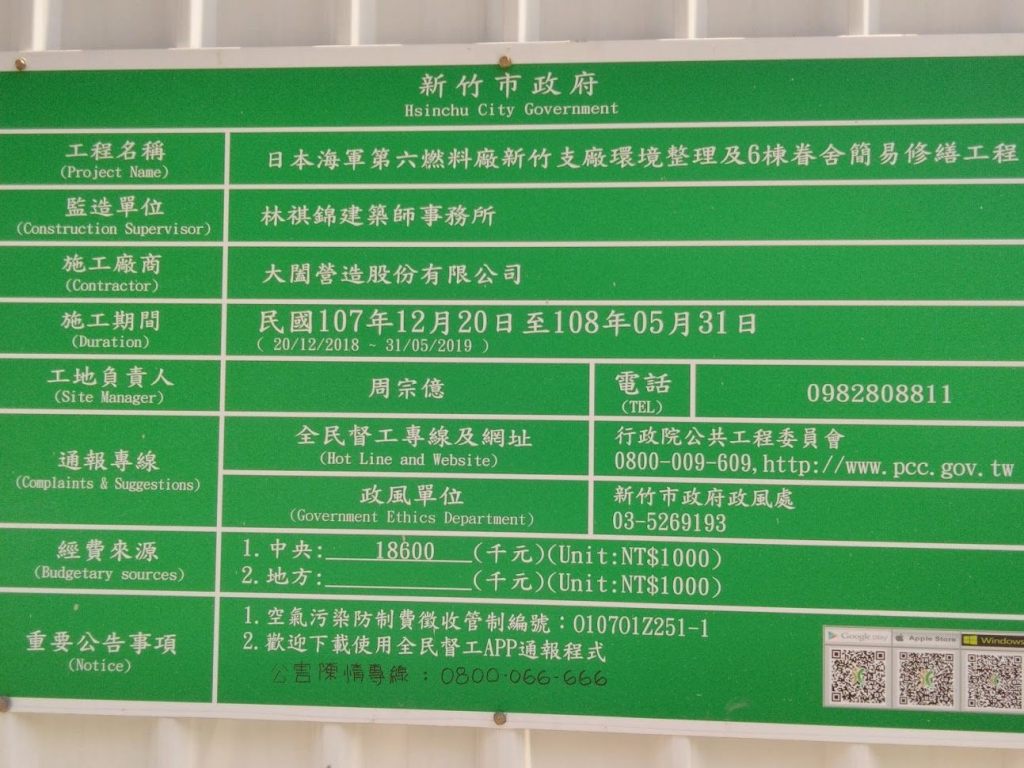 新竹市政府
Hsinchu City Government
工程名稱
(Project Name)
日本海軍第六燃料廠新竹支廠環境整理及6棟眷舍簡易修繕工程
監造單位
(Construction Supervisor)
林祺錦建築師事務所
施工廠商
(Contractor)
大闔營造股份有限公司
施工期間
(Duration)
民國107年12月20日至108年05月31日
( 20/12/2018 ~ 31/05/2019 )
工地負責人
(Site Manager)
周宗億
電話
(TEL)
0982808811
通報專線
(Complaints & Suggestions)
全民督工專線及網址
(Hot Line and Website)
行政院公共工程委員會
0800-009-609,http://www.pcc.gov.tw
政風單位
(Government Ethics Department)
新竹市政府政風處
03-5269193
經費來源
(Budgetary sources)
1.中央:18600(千元)(Unit:NT$1000)
2.地方:(千元)(Unit:NT$1000)
重要公告事項
(Notice)
1.空氣污染防制費徵收管制編號：O10701Z251-1
2.歡迎下載使用全民督工APP通報程式
公害陳情專線：0800-066-666
Google play
Apple Store
Windows